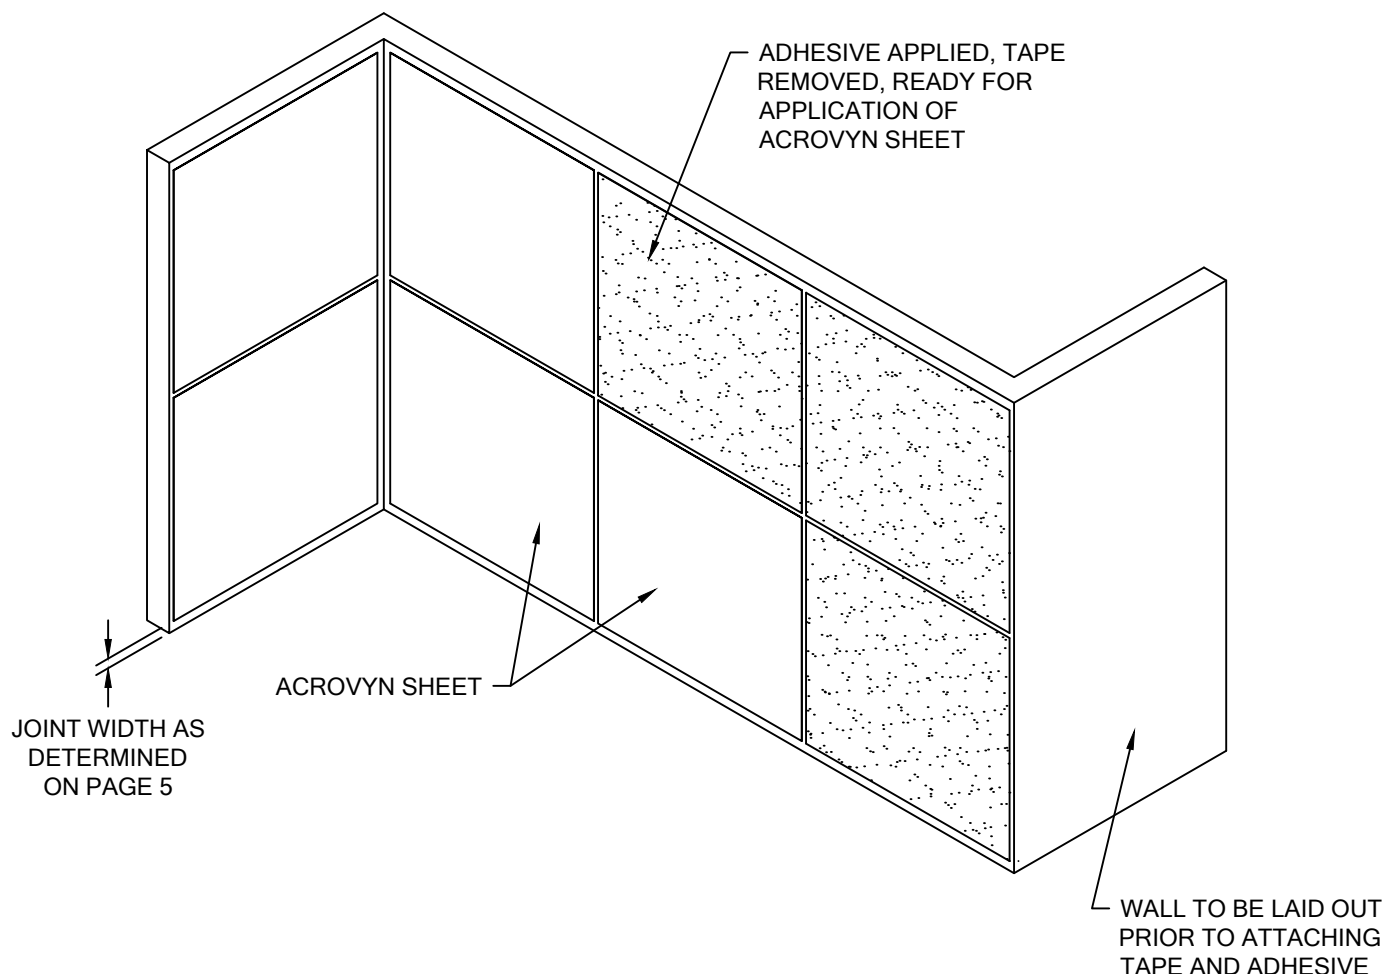 ADHESIVE APPLIED, TAPE
REMOVED, READY FOR
APPLICATION OF
ACROVYN SHEET
ACROVYN SHEET
JOINT WIDTH AS
DETERMINED
ON PAGE 5
WALL TO BE LAID OUT
PRIOR TO ATTACHING
TAPE AND ADHESIVE